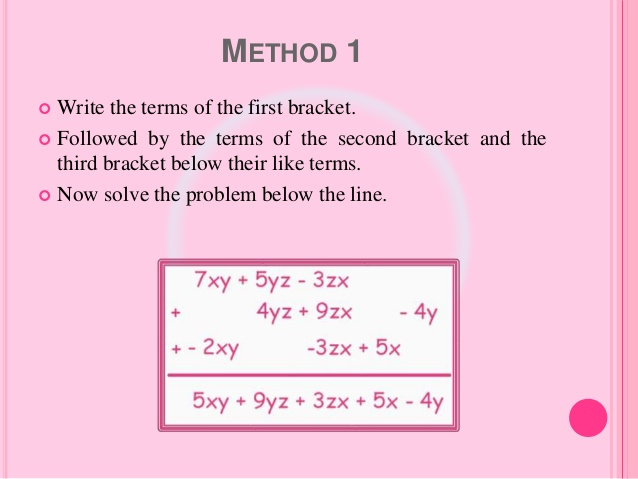 METHOD 1
Write the terms of the first bracket.
Followed by the terms of the second bracket and the
third bracket below their like terms.
Now solve the problem below the line.
7xy + 5yz - 3zx
+ 4yz + 9zx - 4y
+ - 2xy -3zx + 5x
5xy + 9yz + 3zx + 5x - 4y